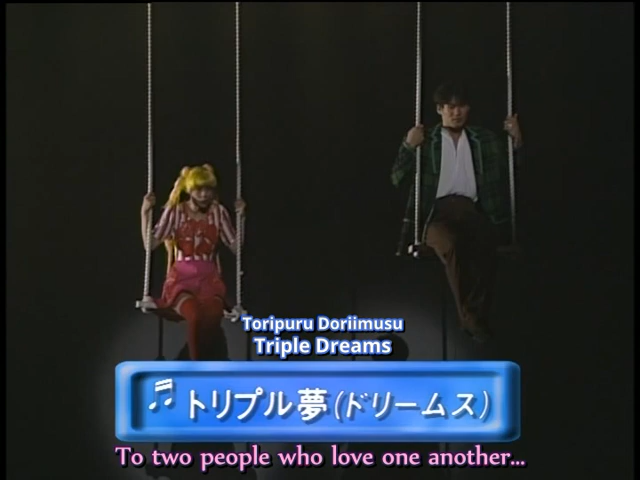 Toripuru Doriimusu
Triple Dreams
♬ トリプル夢(ドリームス)
To two people who love one another...